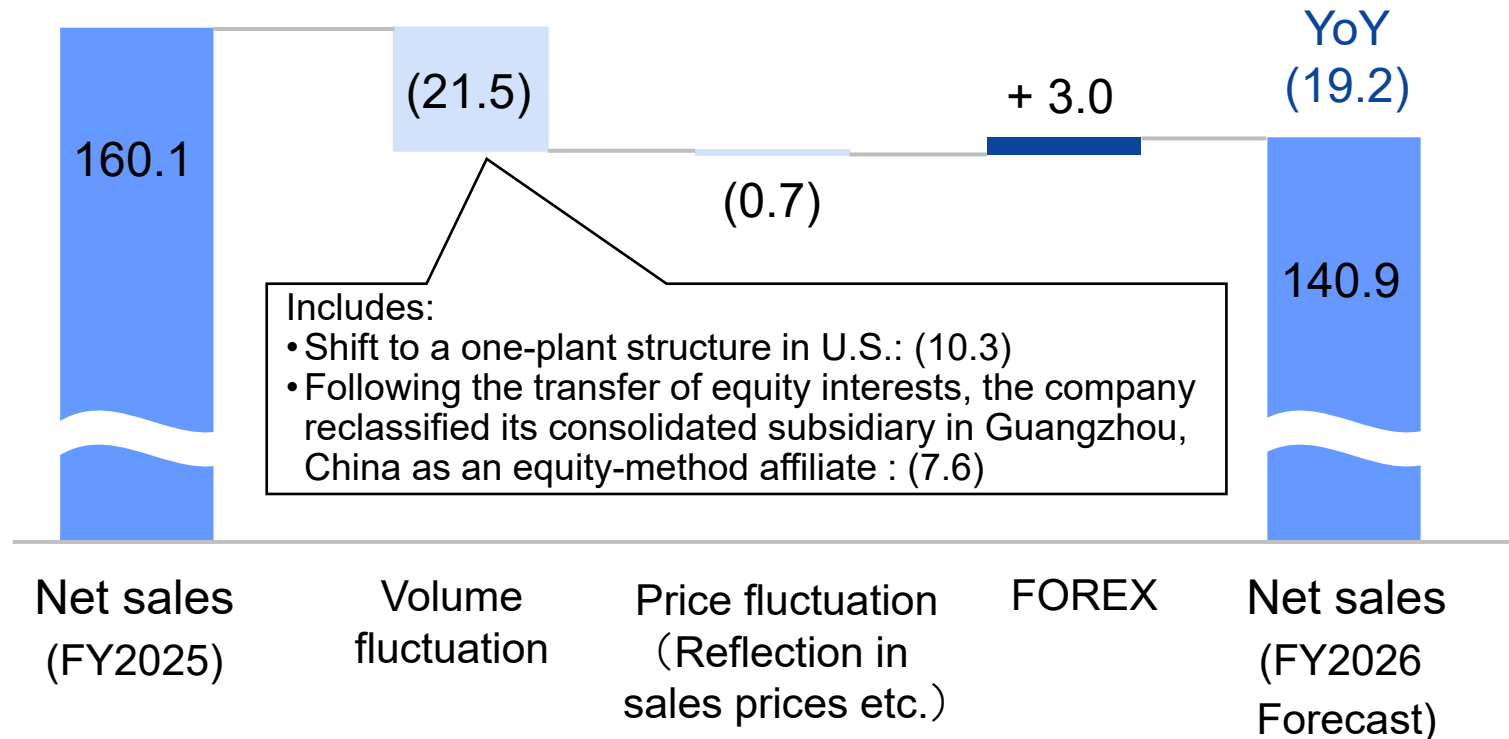 YoY
(19.2)
160.1
(21.5)
(0.7)
+ 3.0
140.9
Includes:
•Shift to a one-plant structure in U.S.: (10.3)
•Following the transfer of equity interests, the company
reclassified its consolidated subsidiary in Guangzhou,
China as an equity-method affiliate : (7.6)
Net sales
(FY2025)
Volume
fluctuation
Price fluctuation
（Reflection in
sales prices etc.）
FOREX
Net sales
(FY2026
Forecast)